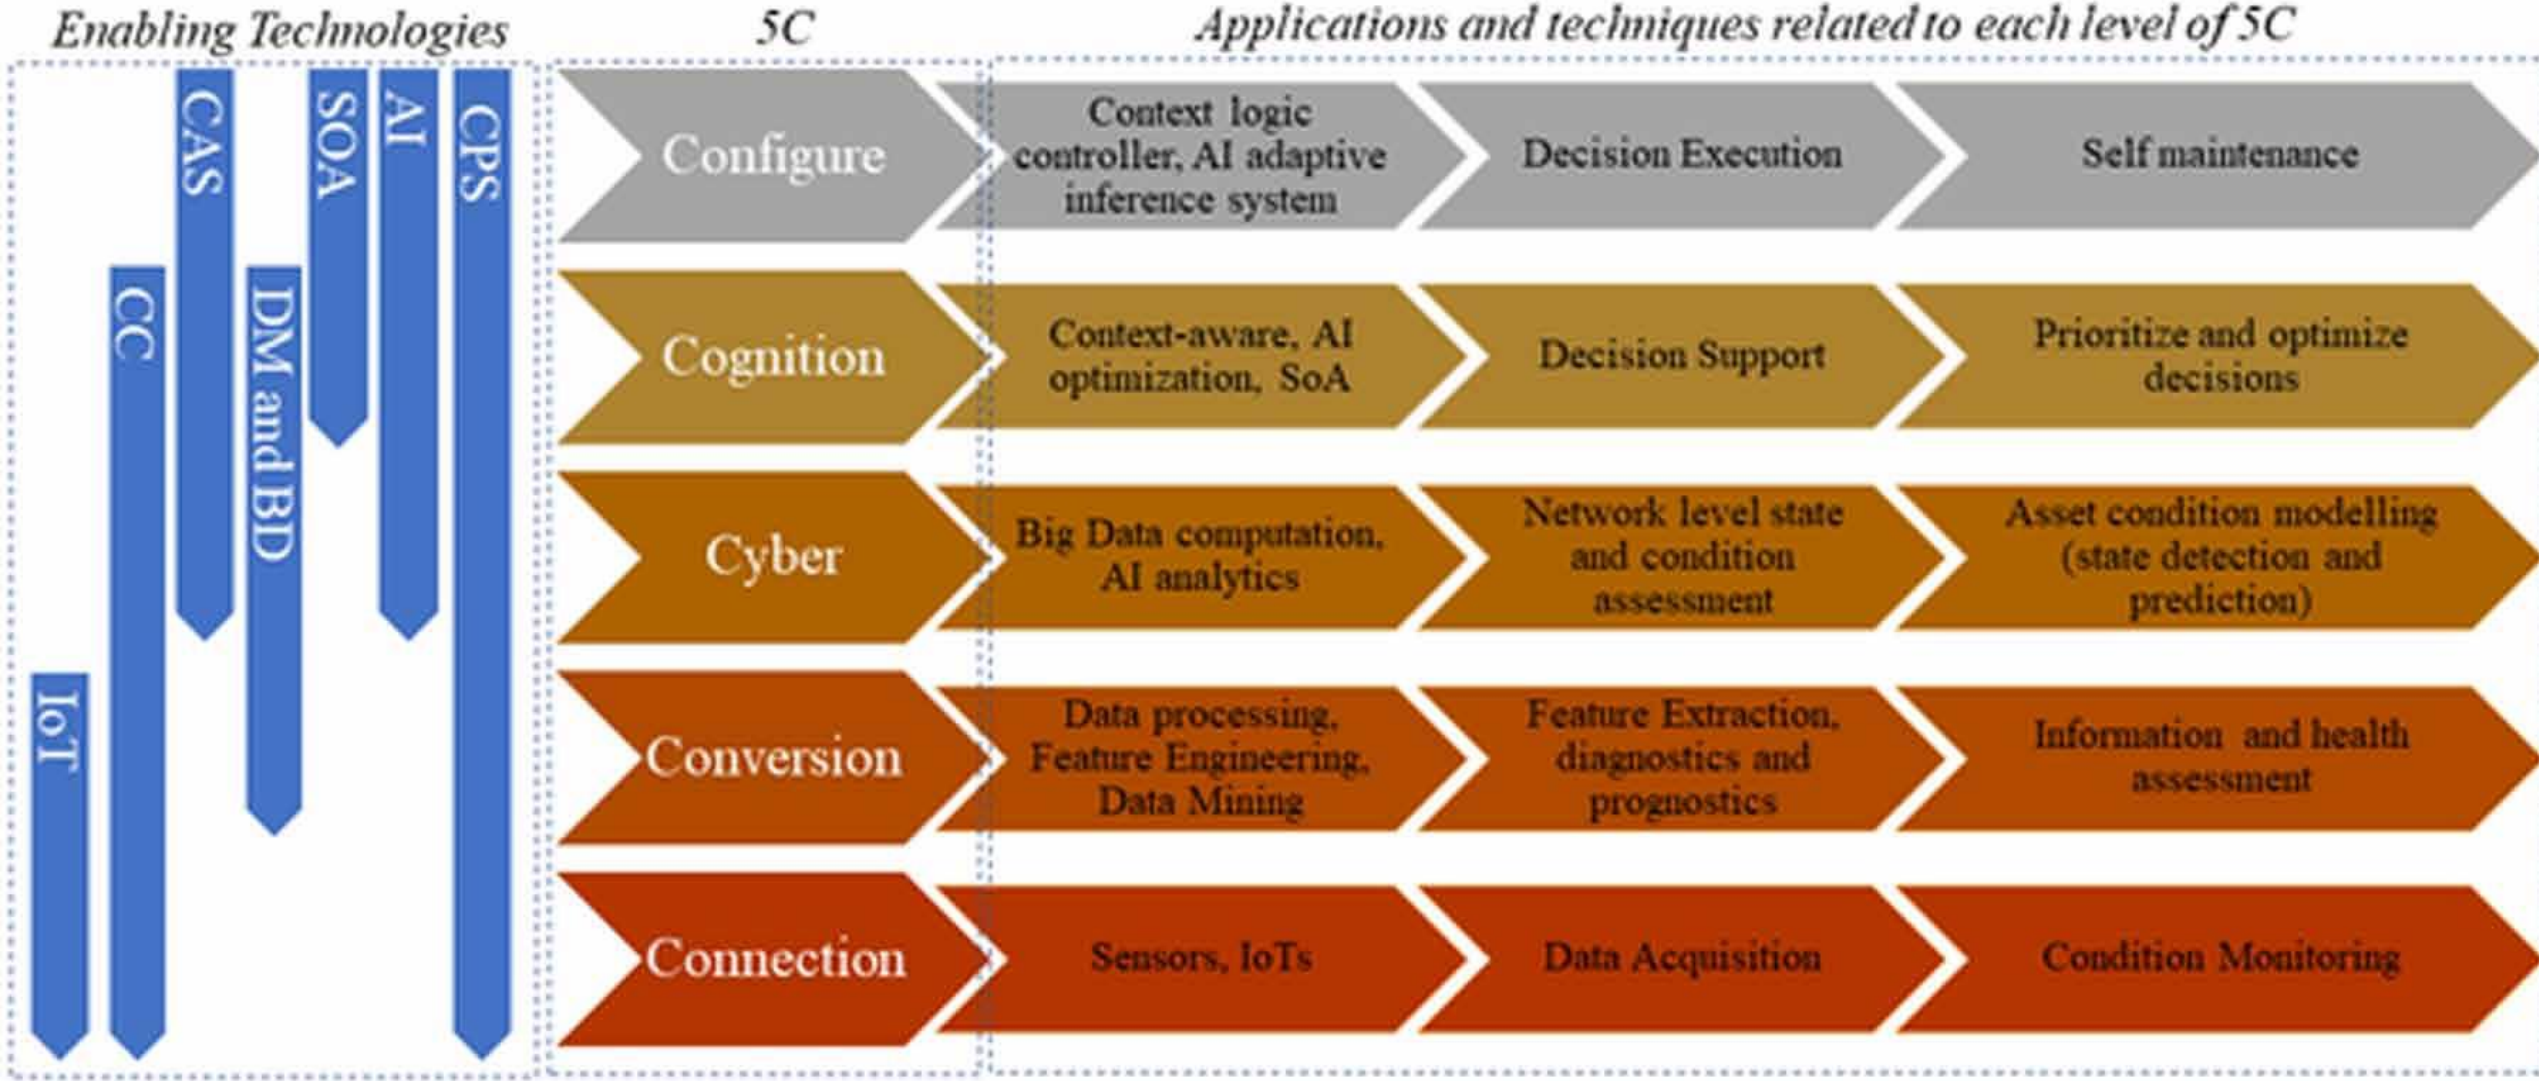 Enabling Technologies
5C
Applications and techniques related to each level of 5C
IoT
CC
CAS
DM and BD
SOA
AI
CPS
Configure
Context logic
controller, AI adaptive
inference system
Decision Execution
Self maintenance
Cognition
Context-aware, AI
optimization, SoA
Decision Support
Prioritize and optimize
decisions
Cyber
Big Data computation,
AI analytics
Network level state
and condition
assessment
Asset condition modelling
(state detection and
prediction)
Conversion
Data processing,
Feature Engineering,
Data Mining
Feature Extraction,
diagnostics and
prognostics
Information and health
assessment
Connection
Sensors, IoTs
Data Acquisition
Condition Monitoring